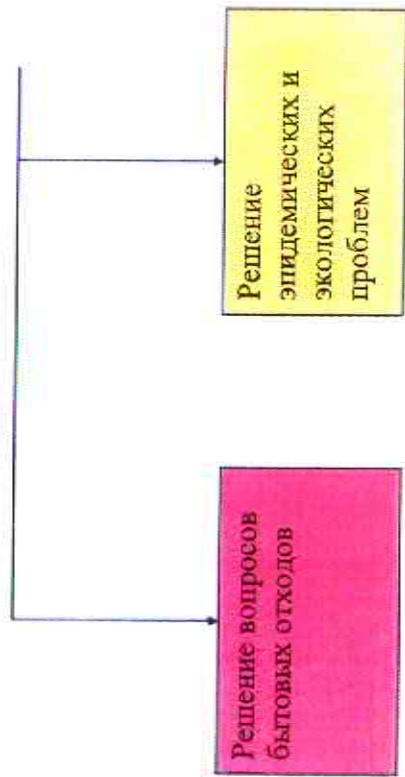 Решение вопросов
бытовых отходов
Решение
эпидемических и
экологических
проблем